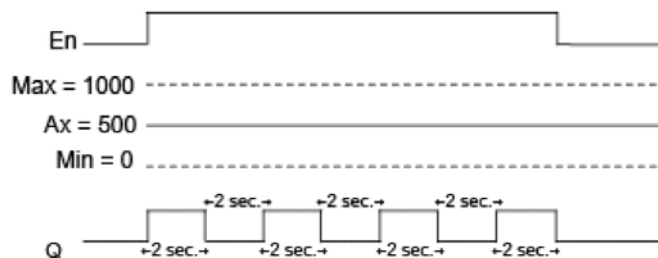 En
Max = 1000
Ax = 500
Min = 0
←2 sec.→ ←2 sec.→ ←2 sec.→
Q ←2 sec.→ ←2 sec.→ ←2 sec.→ ←2 sec.→